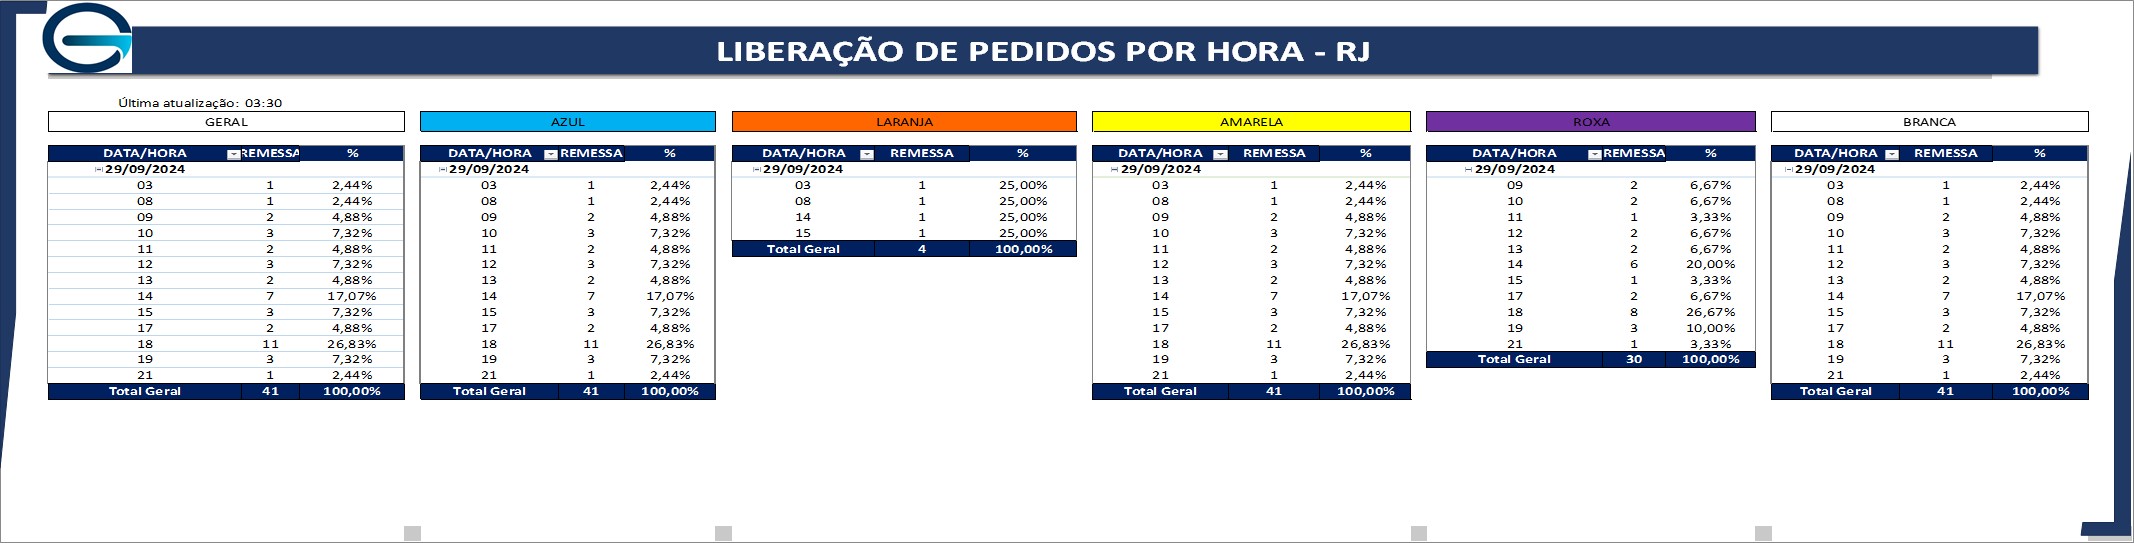 LIBERAÇÃO DE PEDIDOS POR HORA - RJ
Última atualização: 03:30
GERAL AZUL LARANJA AMARELA ROXA BRANCA
DATA/HORA REMESSA % DATA/HORA REMESSA % DATA/HORA REMESSA % DATA/HORA REMESSA % DATA/HORA REMESSA % DATA/HORA REMESSA %
29/09/2024 29/09/2024 29/09/2024 29/09/2024 29/09/2024 29/09/2024
03 1 2,44% 03 1 2,44% 03 1 25,00% 03 1 2,44% 09 2 6,67% 03 1 2,44%
08 1 2,44% 08 1 2,44% 08 1 25,00% 08 1 2,44% 10 2 6,67% 08 1 2,44%
09 2 4,88% 09 2 4,88% 14 1 25,00% 09 2 4,88% 11 1 3,33% 09 2 4,88%
10 3 7,32% 10 3 7,32% 15 1 25,00% 10 3 7,32% 12 2 6,67% 10 3 7,32%
11 2 4,88% 11 2 4,88% Total Geral 4 100,00% 11 2 4,88% 13 2 6,67% 11 2 4,88%
12 3 7,32% 12 3 7,32% 12 3 7,32% 14 6 20,00% 12 3 7,32%
13 2 4,88% 13 2 4,88% 13 2 4,88% 15 1 3,33% 13 2 4,88%
14 7 17,07% 14 7 17,07% 14 7 17,07% 17 2 6,67% 14 7 17,07%
15 3 7,32% 15 3 7,32% 15 3 7,32% 18 8 26,67% 15 3 7,32%
17 2 4,88% 17 2 4,88% 17 2 4,88% 19 3 10,00% 17 2 4,88%
18 11 26,83% 18 11 26,83% 18 11 26,83% 21 1 3,33% 18 11 26,83%
19 3 7,32% 19 3 7,32% 19 3 7,32% Total Geral 30 100,00% 19 3 7,32%
21 1 2,44% 21 1 2,44% 21 1 2,44% 21 1 2,44%
Total Geral 41 100,00% Total Geral 41 100,00% Total Geral 41 100,00% Total Geral 41 100,00%